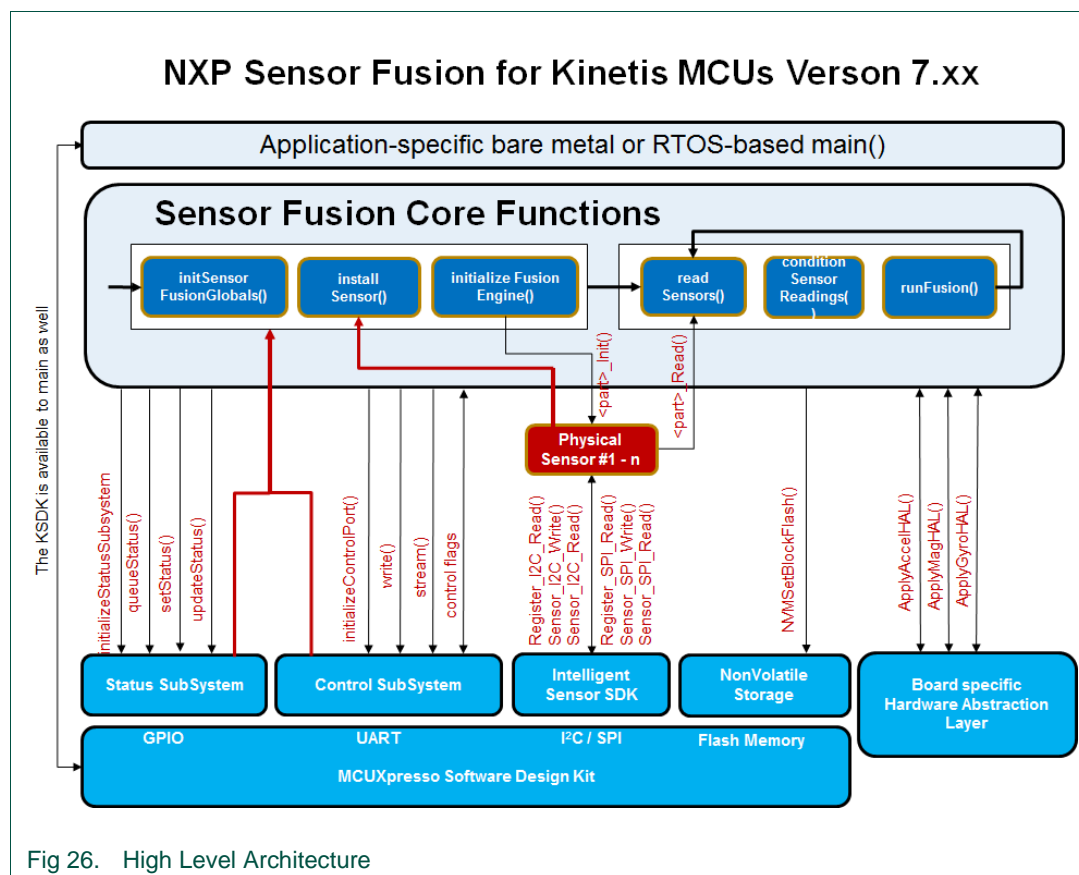 NXP Sensor Fusion for Kinetis MCUs Verson 7.xx
Application-specific bare metal or RTOS-based main()
The KSDK is available to main as well
Sensor Fusion Core Functions
initSensor
FusionGlobals()
install
Sensor()
initialize Fusion
Engine()
read
Sensors()
condition
Sensor
Readings(
)
runFusion()
<part>_Init()
<part>_Read()
Physical
Sensor #1 - n
initializeStatusSubsystem
queueStatus()
setStatus()
updateStatus()
initializeControlPort()
write()
stream()
control flags
Register_I2C_Read()
Sensor_I2C_Write()
Sensor_I2C_Read()
Register_SPI_Read()
Sensor_SPI_Write()
Sensor_SPI_Read()
NVMSetBlockFlash()
ApplyAccelHAL()
ApplyMagHAL()
ApplyGyroHAL()
Status SubSystem
Control SubSystem
Intelligent
Sensor SDK
NonVolatile
Storage
Board specific
Hardware Abstraction
Layer
GPIO
UART
I²C / SPI
Flash Memory
MCUXpresso Software Design Kit
Fig 26. High Level Architecture